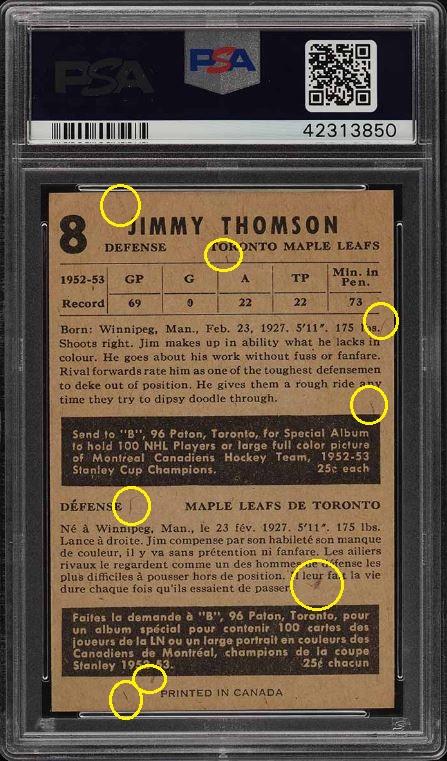 PSA
PSA
42313850
8 JIMMY THOMSON
DEFENSE TORONTO MAPLE LEAFS
1952-53 GP G A TP Min. in Pen.
Record 69 0 22 22 73
Born: Winnipeg, Man., Feb. 23, 1927. 5'11". 175 lbs.
Shoots right. Jim makes up in ability what he lacks in
colour. He goes about his work without fuss or fanfare.
Rival forwards rate him as one of the toughest defensemen
to deke out of position. He gives them a rough ride any
time they try to dipsy doodle through.
Send to "B", 96 Paton, Toronto, for Special Album
to hold 100 NHL Players or large full color picture
of Montreal Canadiens Hockey Team, 1952-53
Stanley Cup Champions. 25c each
DÉFENSE MAPLE LEAFS DE TORONTO
Né à Winnipeg, Man., le 23 fév. 1927. 5'11". 175 lbs.
Lance à droite. Jim compense par son habileté son manque
de couleur, il y va sans prétention ni fanfare. Les ailiers
rivaux le regardent comme un des hommes de défense les
plus difficiles à pousser hors de position. Il leur fait la vie
dure chaque fois qu'ils essaient de passer.
Faites la demande à "B", 96 Paton, Toronto, pour
un album spécial pour contenir 100 cartes des
joueurs de la LN ou un large portrait en couleurs des
Canadiens de Montréal, champions de la coupe
Stanley 1952-53. 25¢ chacun
PRINTED IN CANADA